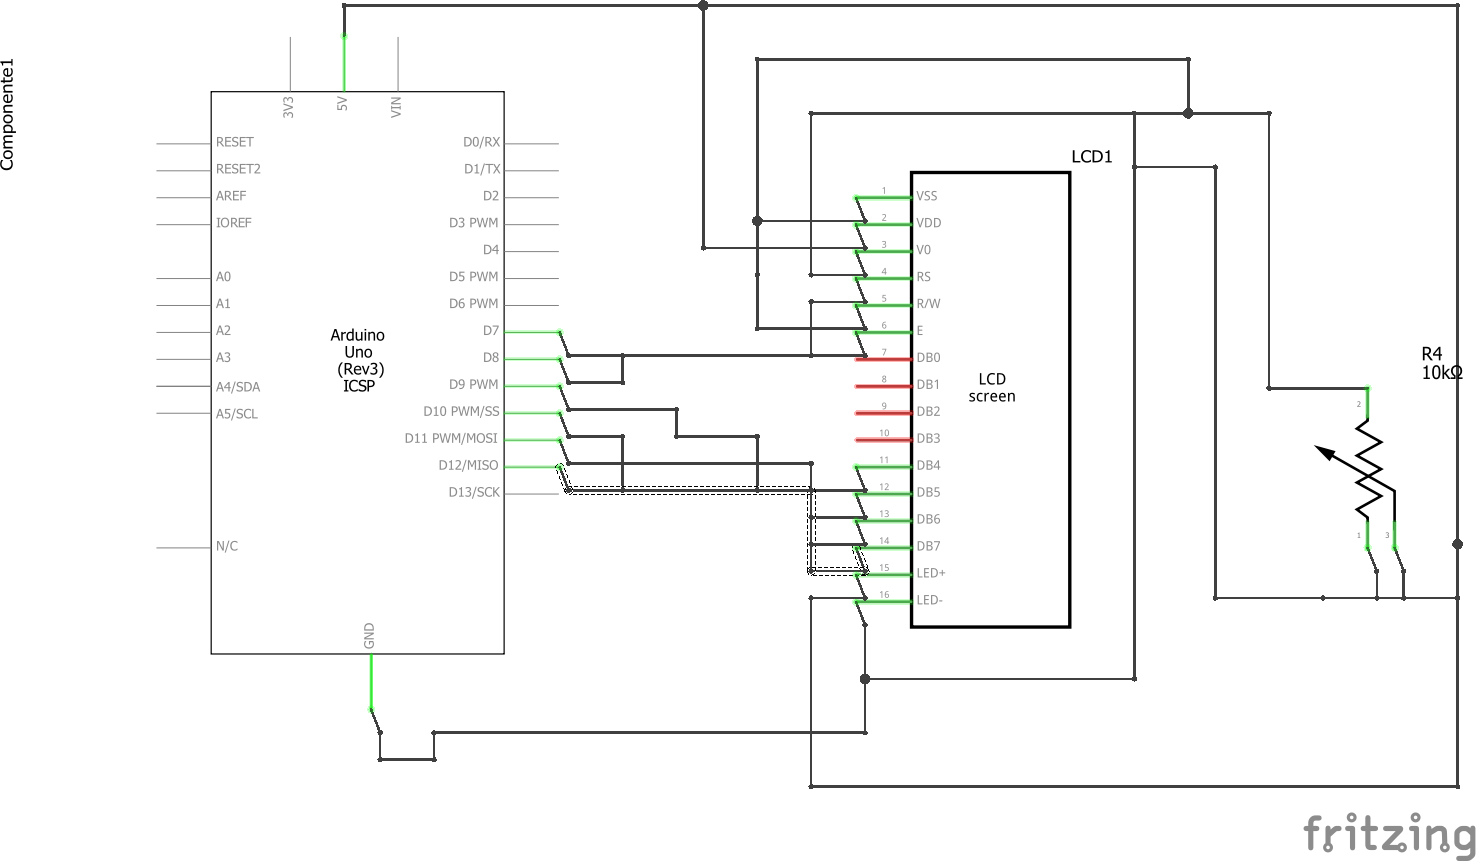 Componente1
3V3
5V
VIN
RESET
RESET2
AREF
IOREF
A0
A1
A2
A3
A4/SDA
A5/SCL
N/C
Arduino
Uno
(Rev3)
ICSP
D0/RX
D1/TX
D2
D3 PWM
D4
D5 PWM
D6 PWM
D7
D8
D9 PWM
D10 PWM/SS
D11 PWM/MOSI
D12/MISO
D13/SCK
GND
LCD1
1 VSS
2 VDD
3 V0
4 RS
5 R/W
6 E
7 DB0
8 DB1
9 DB2
10 DB3
11 DB4
12 DB5
13 DB6
14 DB7
15 LED+
16 LED-
LCD
screen
R4
10kΩ
2
1 3
fritzing